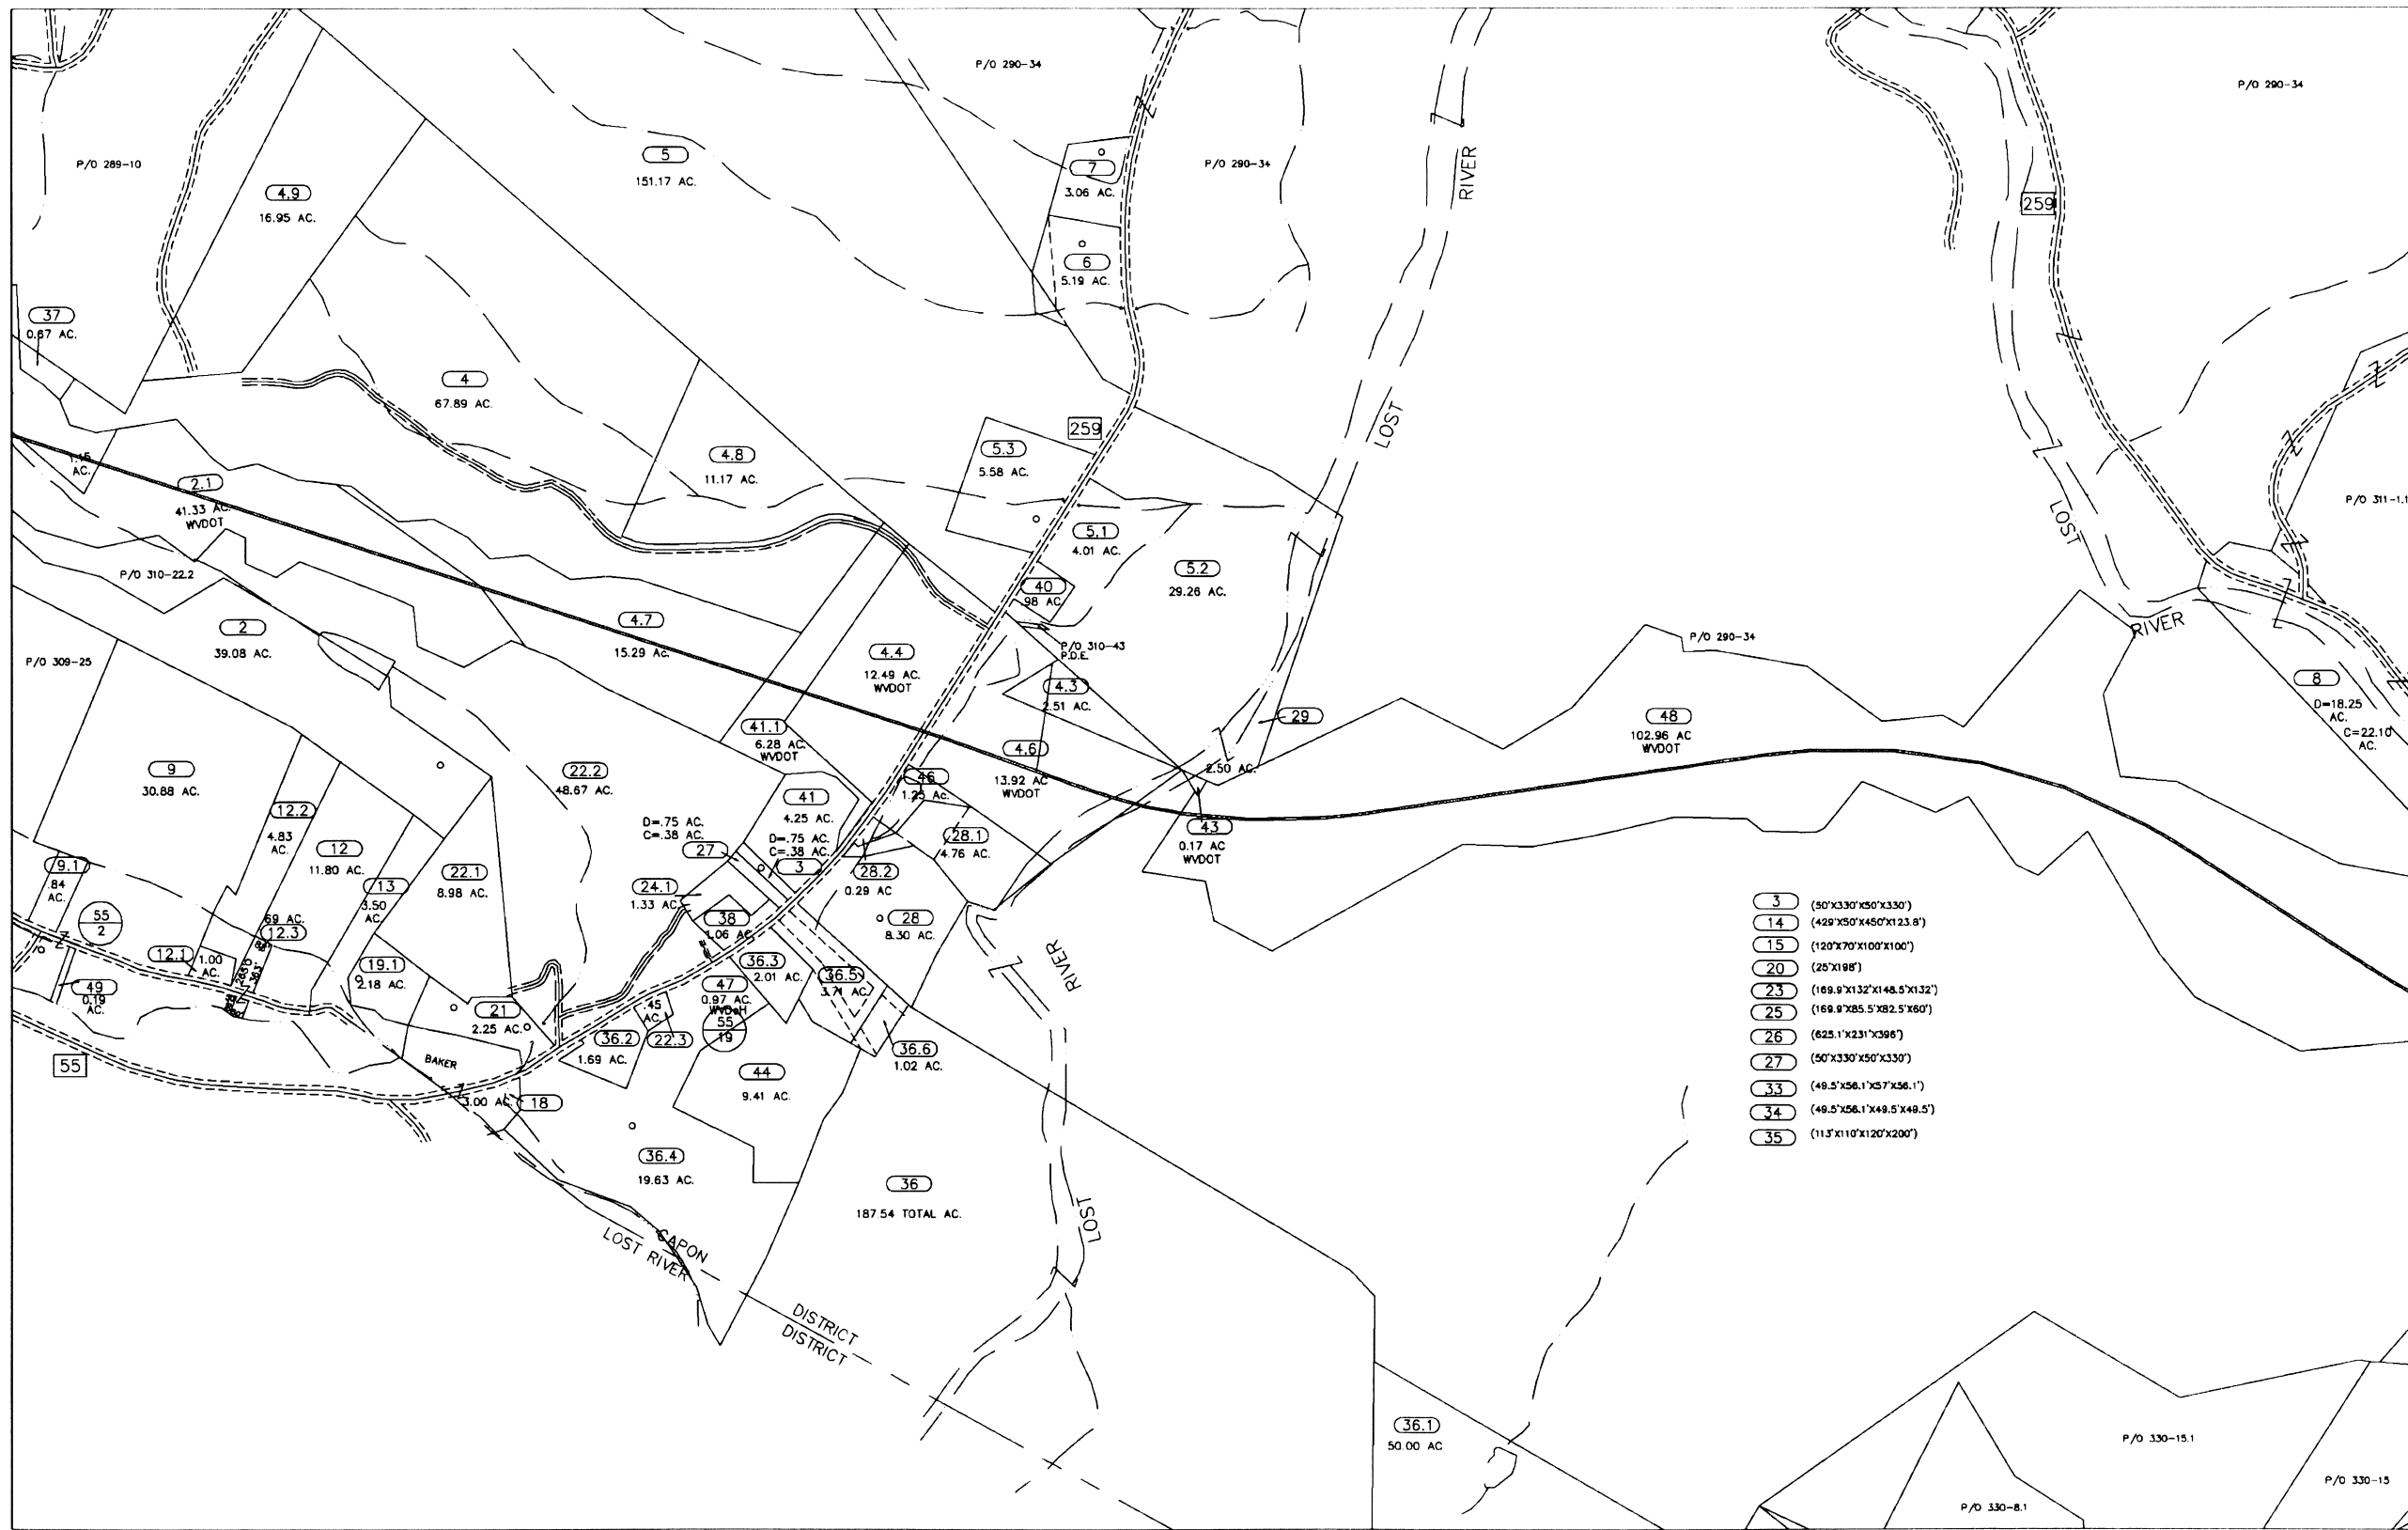 P/O 290-34
P/O 290-34
P/O 289-10
5
151.17 AC.
7
3.06 AC.
P/O 290-34
RIVER
4.9
16.95 AC.
259
6
5.19 AC.
37
0.67 AC.
4
67.89 AC.
259
LOST
5.3
5.58 AC.
4.8
11.17 AC.
1.15
AC.
2.1
41.33 AC.
WVDOT
P/O 311-1.1
LOST
5.1
4.01 AC.
5.2
29.26 AC.
P/O 310-22.2
40
.98 AC.
4.7
15.29 Ac.
2
39.08 AC.
RIVER
P/O 290-34
P/O 310-43
P.D.E.
4.4
12.49 AC.
WVDOT
P/O 309-25
4.3
2.51 AC.
8
D=18.25
AC.
C=22.10
AC.
29
48
102.96 AC
WVDOT
41.1
6.28 AC.
WVDOT
4.6
13.92 AC
WVDOT
2.50 AC.
9
30.88 AC.
22.2
48.67 AC.
46
1.25 Ac.
41
4.25 AC.
12.2
4.83
AC.
D=.75 AC.
C=.38 AC.
27
D=.75 AC.
C=.38 AC.
3
28.1
4.76 AC.
43
0.17 AC
WVDOT
12
11.80 AC.
9.1
.84
AC.
22.1
8.98 AC.
28.2
0.29 AC
13
3.50
AC.
24.1
1.33 AC.
55
2
.69 AC.
12.3
38
1.06 AC.
28
8.30 AC.
12.1
1.00
AC.
19.1
2.18 AC.
36.3
2.01 AC.
36.5
3.71 AC.
RIVER
49
0.19
AC.
47
0.97 AC.
WVDOH
55
19
21
2.25 AC.
.45
AC.
22.3
36.2
1.69 AC.
36.6
1.02 AC.
55
BAKER
44
9.41 AC.
3.00 AC.
18
36.4
19.63 AC.
36
187.54 TOTAL AC.
LOST
CAPON
LOST RIVER
DISTRICT
DISTRICT
3 (50'X330'X50'X330')
14 (429'X50'X450'X123.8')
15 (120'X70'X100'X100')
20 (25'X198')
23 (169.9'X132'X148.5'X132')
25 (169.9'X85.5'X82.5'X60')
26 (625.1'X231'X396')
27 (50'X330'X50'X330')
33 (49.5'X56.1'X57'X56.1')
34 (49.5'X56.1'X49.5'X49.5')
35 (113'X110'X120'X200')
36.1
50.00 AC
P/O 330-15.1
P/O 330-15
P/O 330-8.1